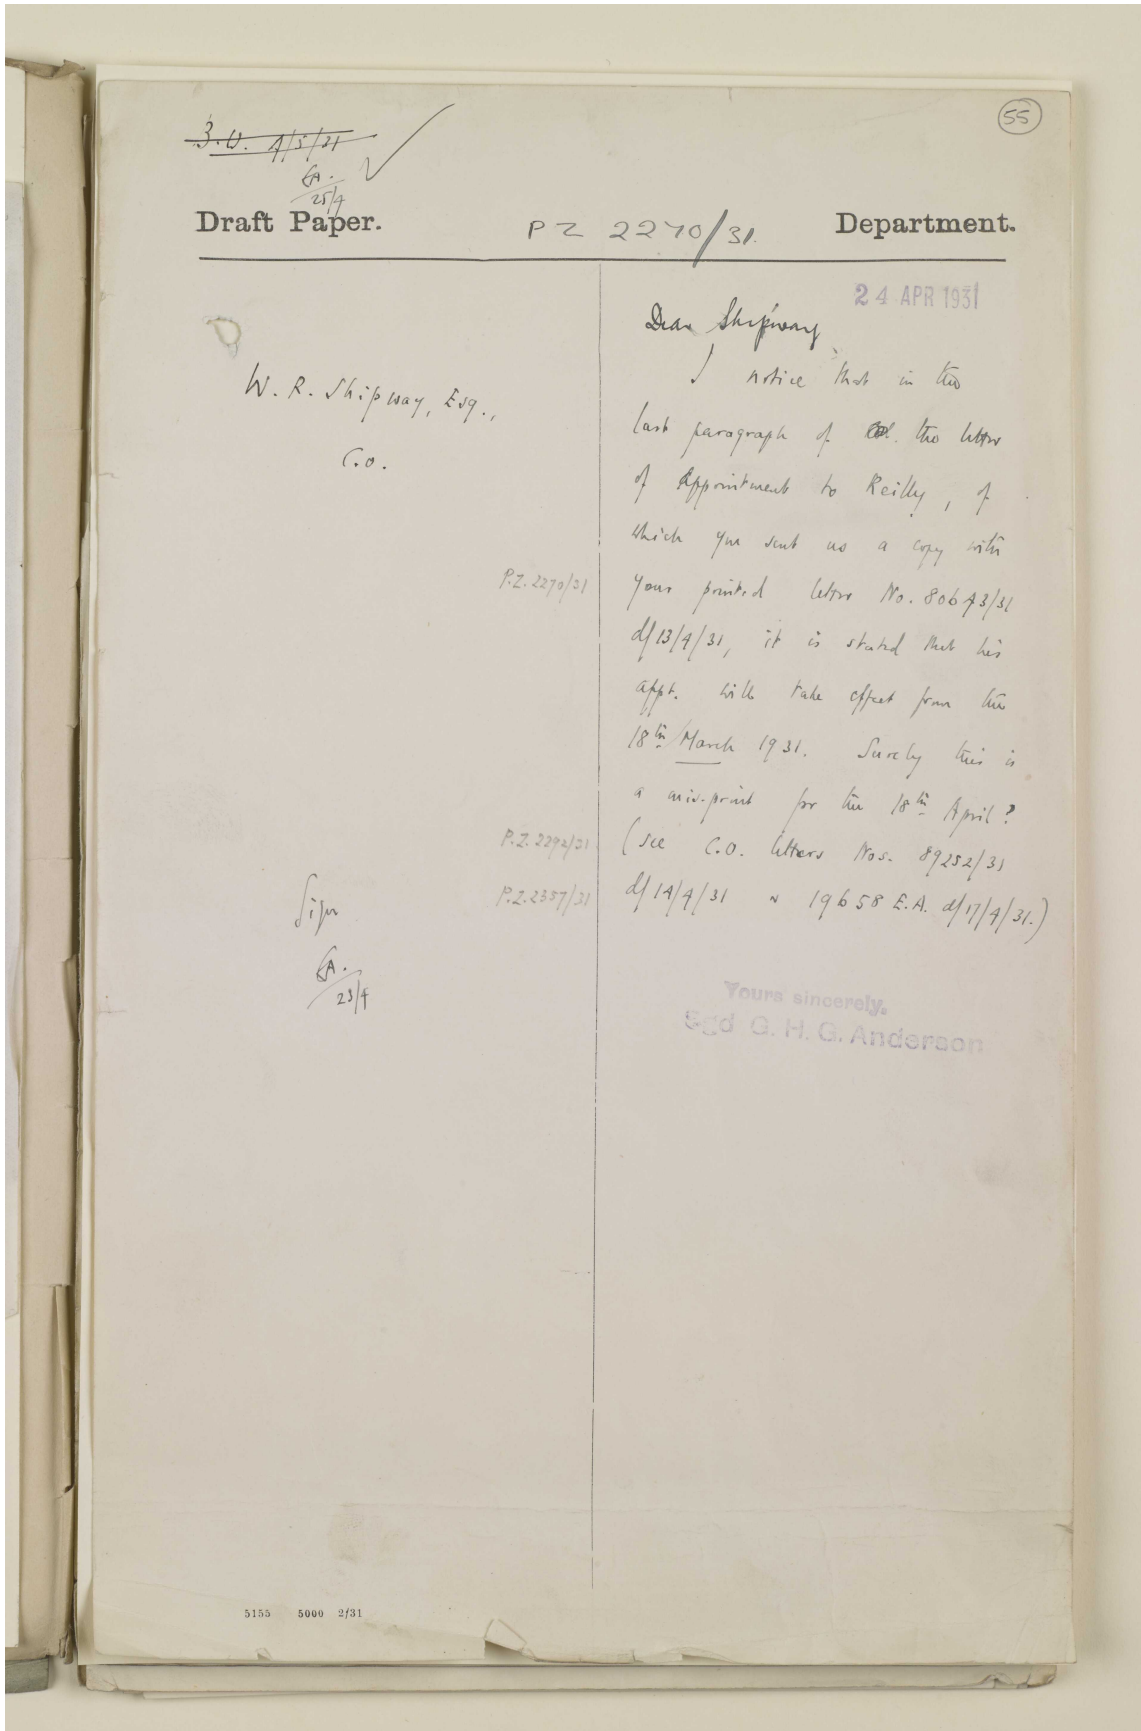 55
B.U. 4/5/31
GA.
25/4
Draft Paper. PZ 2270/31. Department.
24 APR 1931
Dear Shipway
W. R. Shipway, Esq.,
C.O.
I notice that in the
last paragraph of the letter
of Appointment to Reilly, of
which you sent us a copy with
P.Z. 2270/31
your printed letter No. 80643/31
d/13/4/31, it is stated that his
appt. will take effect from the
18th March 1931. Surely this is
a mis-print for the 18th April?
P.Z. 2292/31
(see C.O. letters Nos. 89252/31
P.Z. 2357/31
d/14/4/31 & 19658 E.A. d/17/4/31.)
Sign
GA.
23/4
Yours sincerely,
Sgd G. H. G. Anderson
5155 5000 2/31